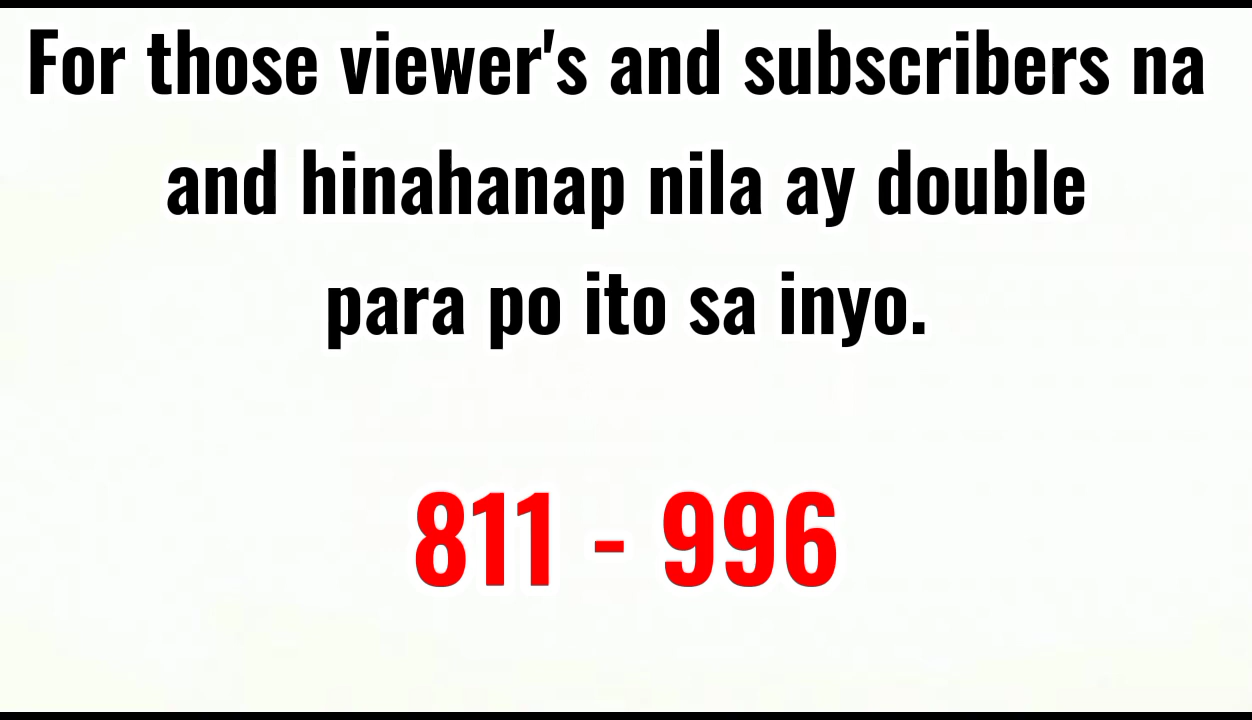 For those viewer's and subscribers na
and hinahanap nila ay double
para po ito sa inyo.
811 - 996